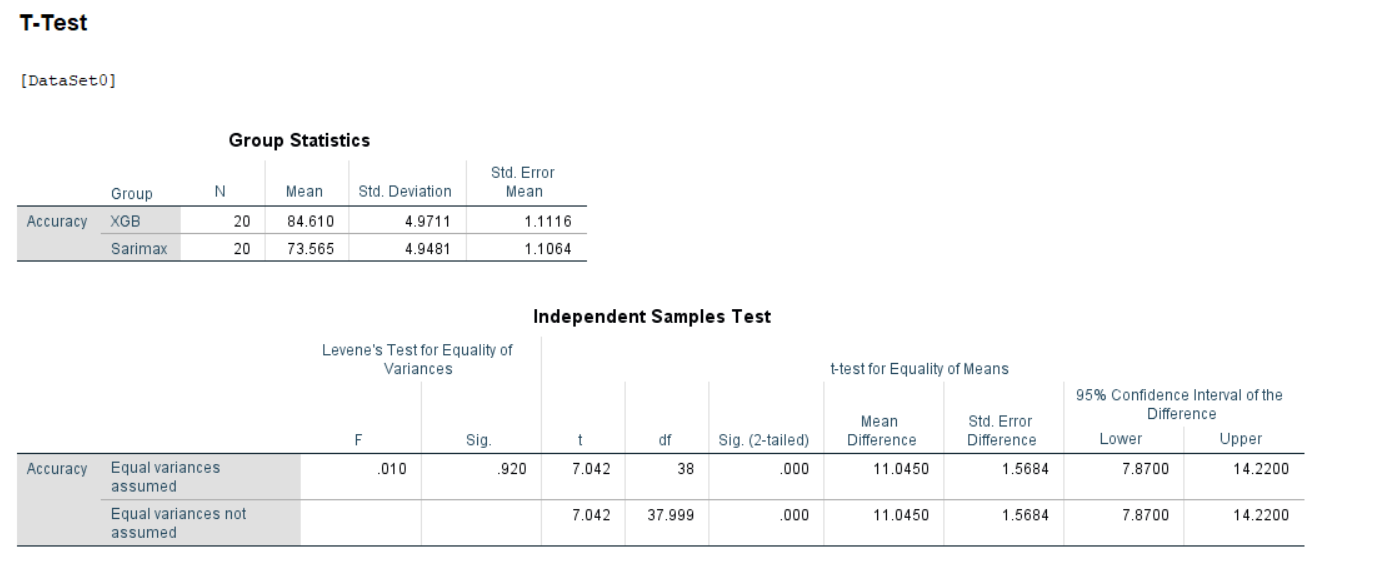 T-Test
[DataSet0]
Group Statistics
Group N Mean Std. Deviation Std. Error Mean
Accuracy XGB 20 84.610 4.9711 1.1116
Sarimax 20 73.565 4.9481 1.1064
Independent Samples Test
Levene's Test for Equality of Variances
t-test for Equality of Means
95% Confidence Interval of the Difference
F Sig. t df Sig. (2-tailed) Mean Difference Std. Error Difference Lower Upper
Accuracy Equal variances assumed .010 .920 7.042 38 .000 11.0450 1.5684 7.8700 14.2200
Equal variances not assumed 7.042 37.999 .000 11.0450 1.5684 7.8700 14.2200